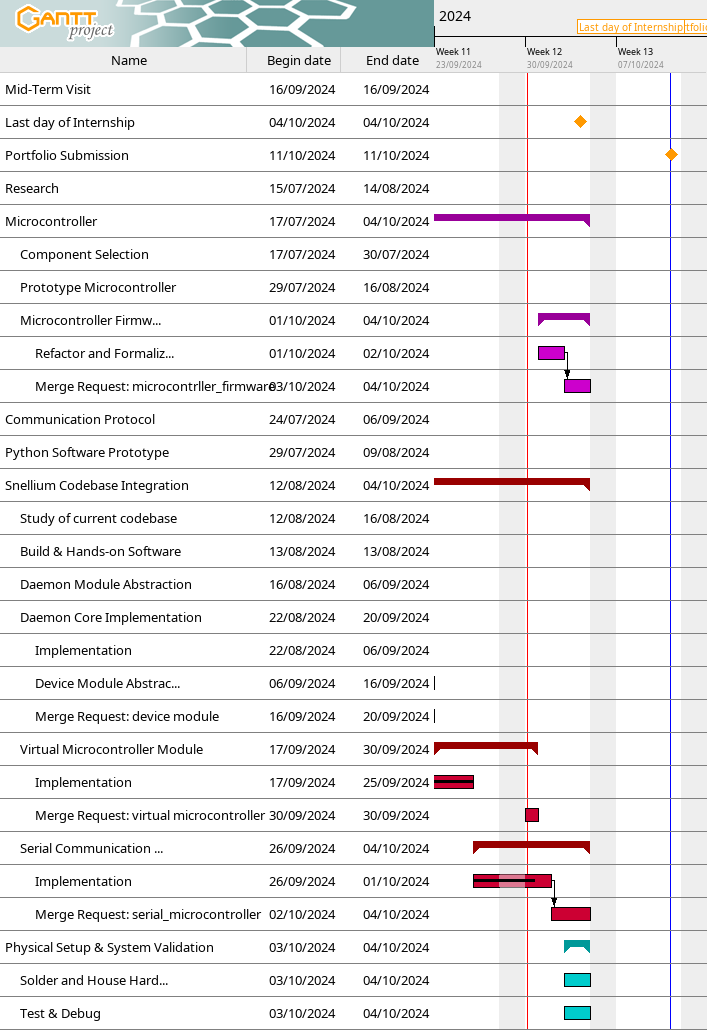 GANTT
project
2024
Last day of Internship
tfolio
Week 11
Week 12
Week 13
23/09/2024
30/09/2024
07/10/2024
Name Begin date End date
Mid-Term Visit 16/09/2024 16/09/2024
Last day of Internship 04/10/2024 04/10/2024
Portfolio Submission 11/10/2024 11/10/2024
Research 15/07/2024 14/08/2024
Microcontroller 17/07/2024 04/10/2024
Component Selection 17/07/2024 30/07/2024
Prototype Microcontroller 29/07/2024 16/08/2024
Microcontroller Firmw... 01/10/2024 04/10/2024
Refactor and Formaliz... 01/10/2024 02/10/2024
Merge Request: microcontrller_firmware 03/10/2024 04/10/2024
Communication Protocol 24/07/2024 06/09/2024
Python Software Prototype 29/07/2024 09/08/2024
Snellium Codebase Integration 12/08/2024 04/10/2024
Study of current codebase 12/08/2024 16/08/2024
Build & Hands-on Software 13/08/2024 13/08/2024
Daemon Module Abstraction 16/08/2024 06/09/2024
Daemon Core Implementation 22/08/2024 20/09/2024
Implementation 22/08/2024 06/09/2024
Device Module Abstrac... 06/09/2024 16/09/2024
Merge Request: device module 16/09/2024 20/09/2024
Virtual Microcontroller Module 17/09/2024 30/09/2024
Implementation 17/09/2024 25/09/2024
Merge Request: virtual microcontroller 30/09/2024 30/09/2024
Serial Communication ... 26/09/2024 04/10/2024
Implementation 26/09/2024 01/10/2024
Merge Request: serial_microcontroller 02/10/2024 04/10/2024
Physical Setup & System Validation 03/10/2024 04/10/2024
Solder and House Hard... 03/10/2024 04/10/2024
Test & Debug 03/10/2024 04/10/2024